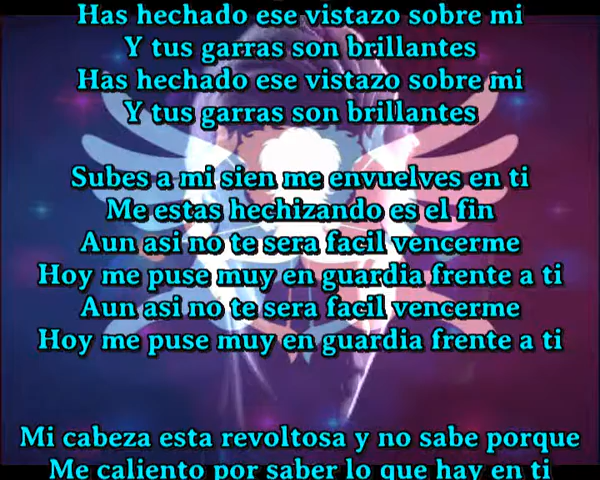 Has hechado ese vistazo sobre mi
Y tus garras son brillantes
Has hechado ese vistazo sobre mi
Y tus garras son brillantes
Subes a mi sien me envuelves en ti
Me estas hechizando es el fin
Aun asi no te sera facil vencerme
Hoy me puse muy en guardia frente a ti
Aun asi no te sera facil vencerme
Hoy me puse muy en guardia frente a ti
Mi cabeza esta revoltosa y no sabe porque
Me caliento por saber lo que hay en ti